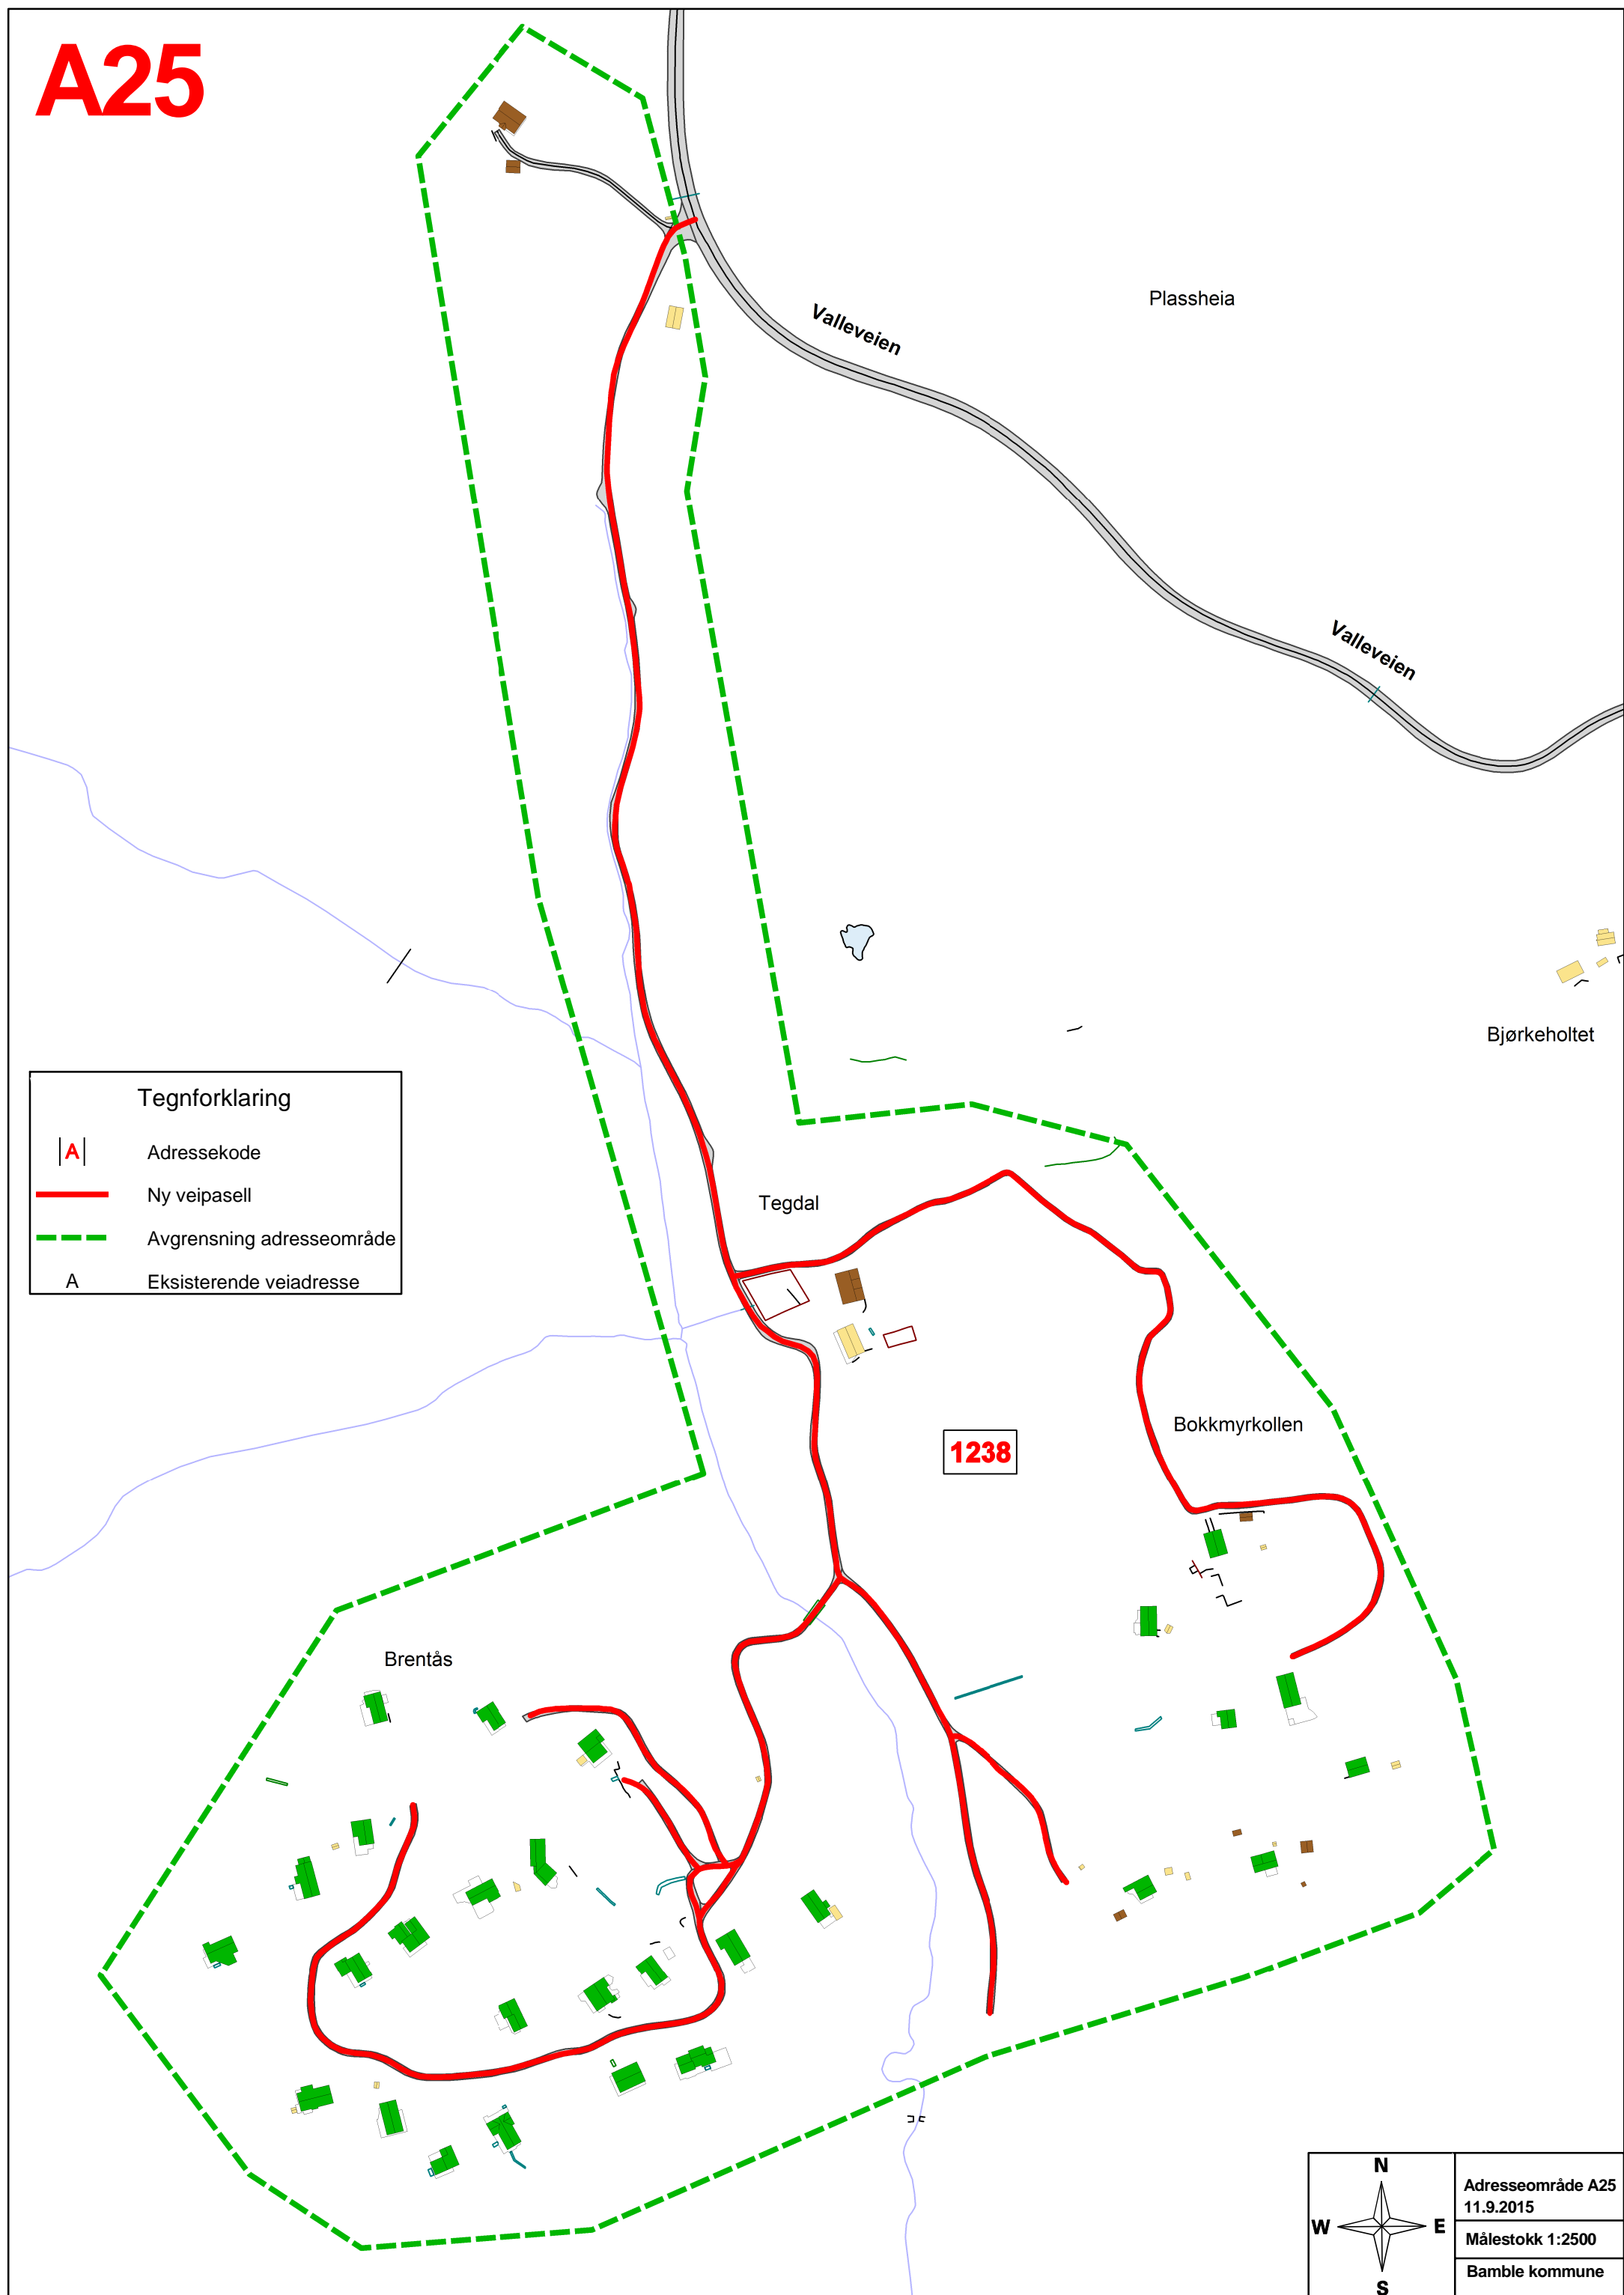 A25
Plassheia
Valleveien
Valleveien
Bjørkeholtet
Tegnforklaring
A Adressekode
Ny veipasell
Avgrensning adresseområde
A Eksisterende veiadresse
Tegdal
Bokkmyrkollen
1238
Brentås
N
W E
S
Adresseområde A25
11.9.2015
Målestokk 1:2500
Bamble kommune